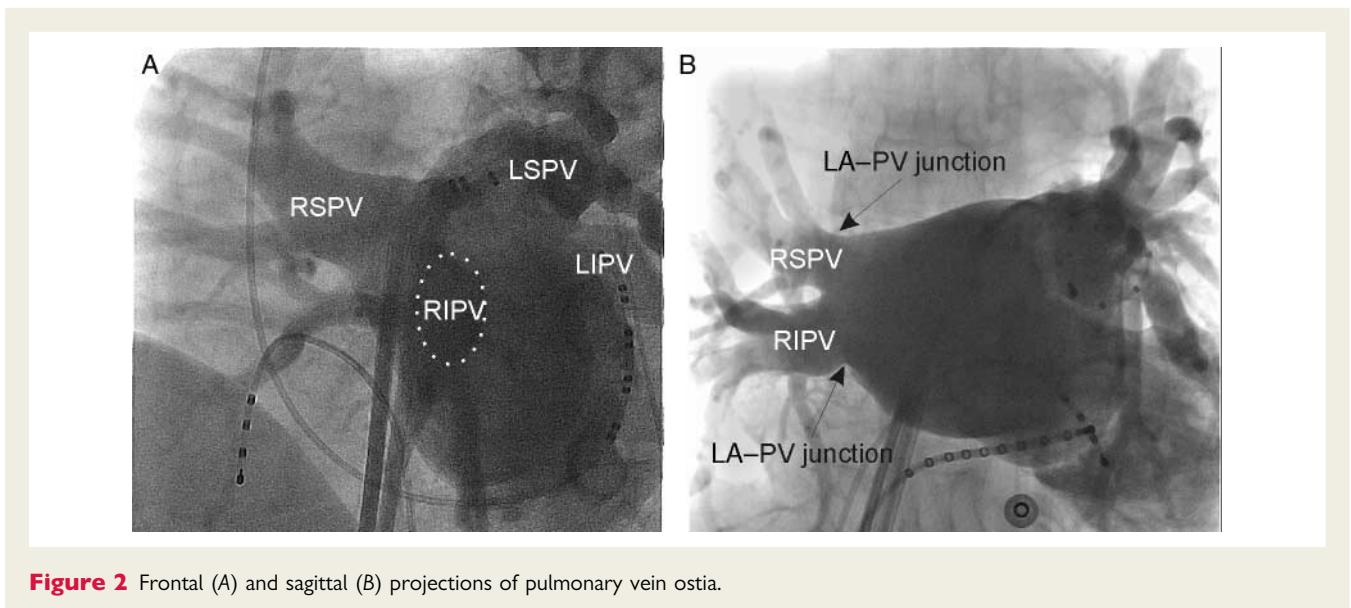 A
B
LSPV
LA–PV junction
RSPV
RSPV
LIPV
RIPV
RIPV
LA–PV junction
Figure 2 Frontal (A) and sagittal (B) projections of pulmonary vein ostia.